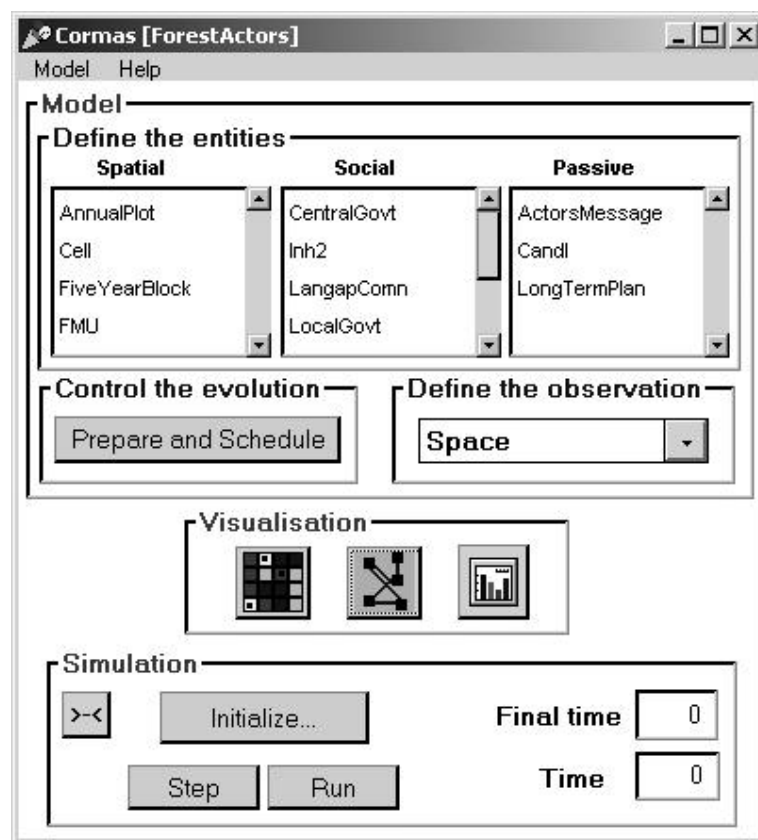 Cormas [ForestActors]
Model Help
Model
Define the entities
Spatial Social Passive
AnnualPlot CentralGovt ActorsMessage
Cell Inh2 CandI
FiveYearBlock LangapComn LongTermPlan
FMU LocalGovt
Control the evolution Define the observation
Prepare and Schedule Space
Visualisation
Simulation
>-< Initialize... Final time 0
Step Run Time 0